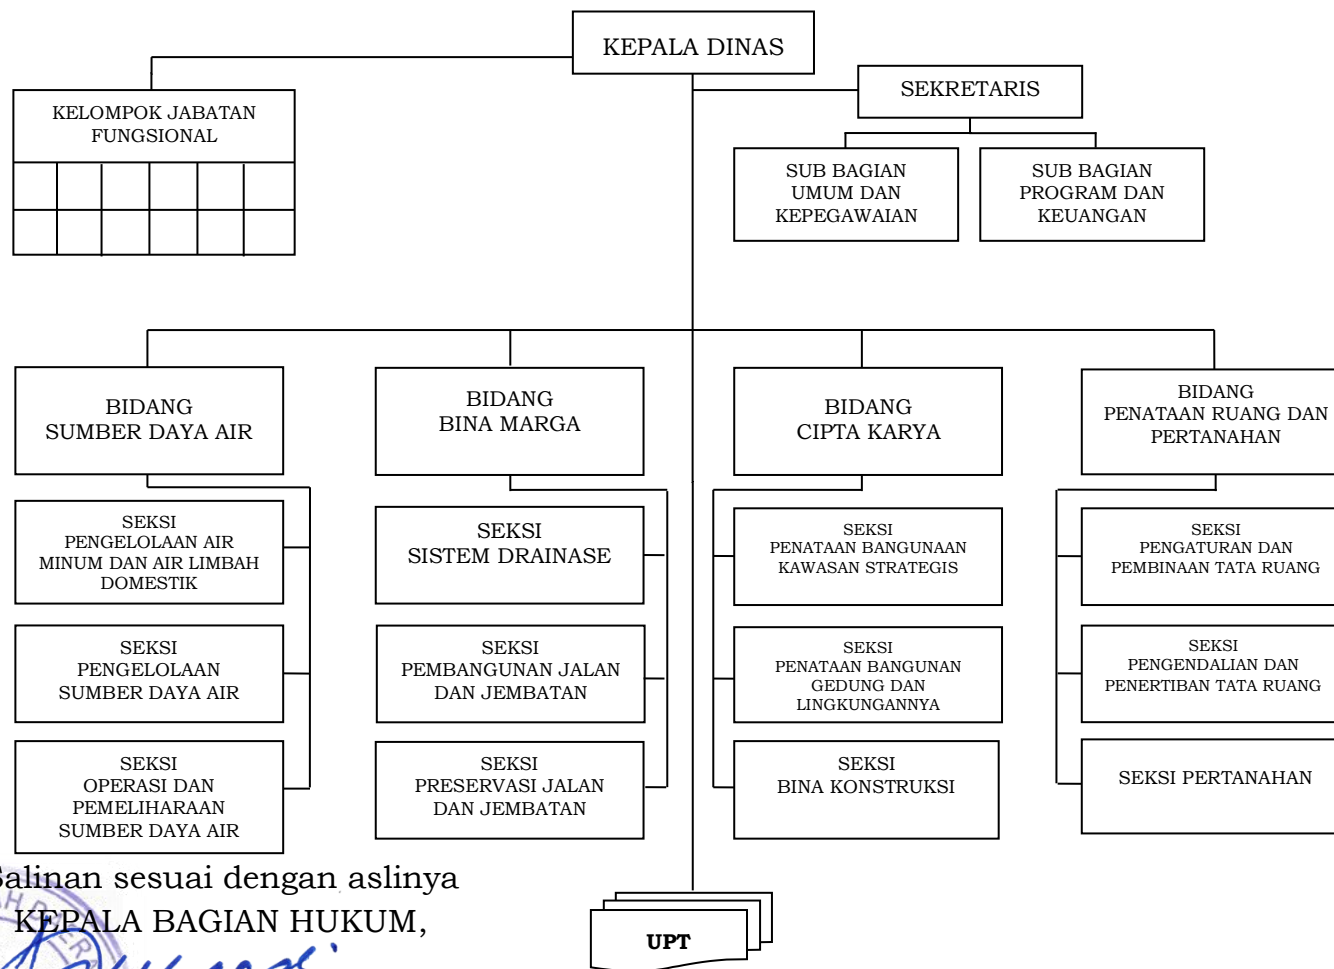 KEPALA DINAS
SEKRETARIS
KELOMPOK JABATAN
FUNGSIONAL
SUB BAGIAN
UMUM DAN
KEPEGAWAIAN
SUB BAGIAN
PROGRAM DAN
KEUANGAN
BIDANG
SUMBER DAYA AIR
BIDANG
BINA MARGA
BIDANG
CIPTA KARYA
BIDANG
PENATAAN RUANG DAN
PERTANAHAN
SEKSI
PENGELOLAAN AIR
MINUM DAN AIR LIMBAH
DOMESTIK
SEKSI
SISTEM DRAINASE
SEKSI
PENATAAN BANGUNAAN
KAWASAN STRATEGIS
SEKSI
PENGATURAN DAN
PEMBINAAN TATA RUANG
SEKSI
PENGELOLAAN
SUMBER DAYA AIR
SEKSI
PEMBANGUNAN JALAN
DAN JEMBATAN
SEKSI
PENATAAN BANGUNAN
GEDUNG DAN
LINGKUNGANNYA
SEKSI
PENGENDALIAN DAN
PENERTIBAN TATA RUANG
SEKSI
OPERASI DAN
PEMELIHARAAN
SUMBER DAYA AIR
SEKSI
PRESERVASI JALAN
DAN JEMBATAN
SEKSI
BINA KONSTRUKSI
SEKSI PERTANAHAN
Salinan sesuai dengan aslinya
KEPALA BAGIAN HUKUM,
UPT